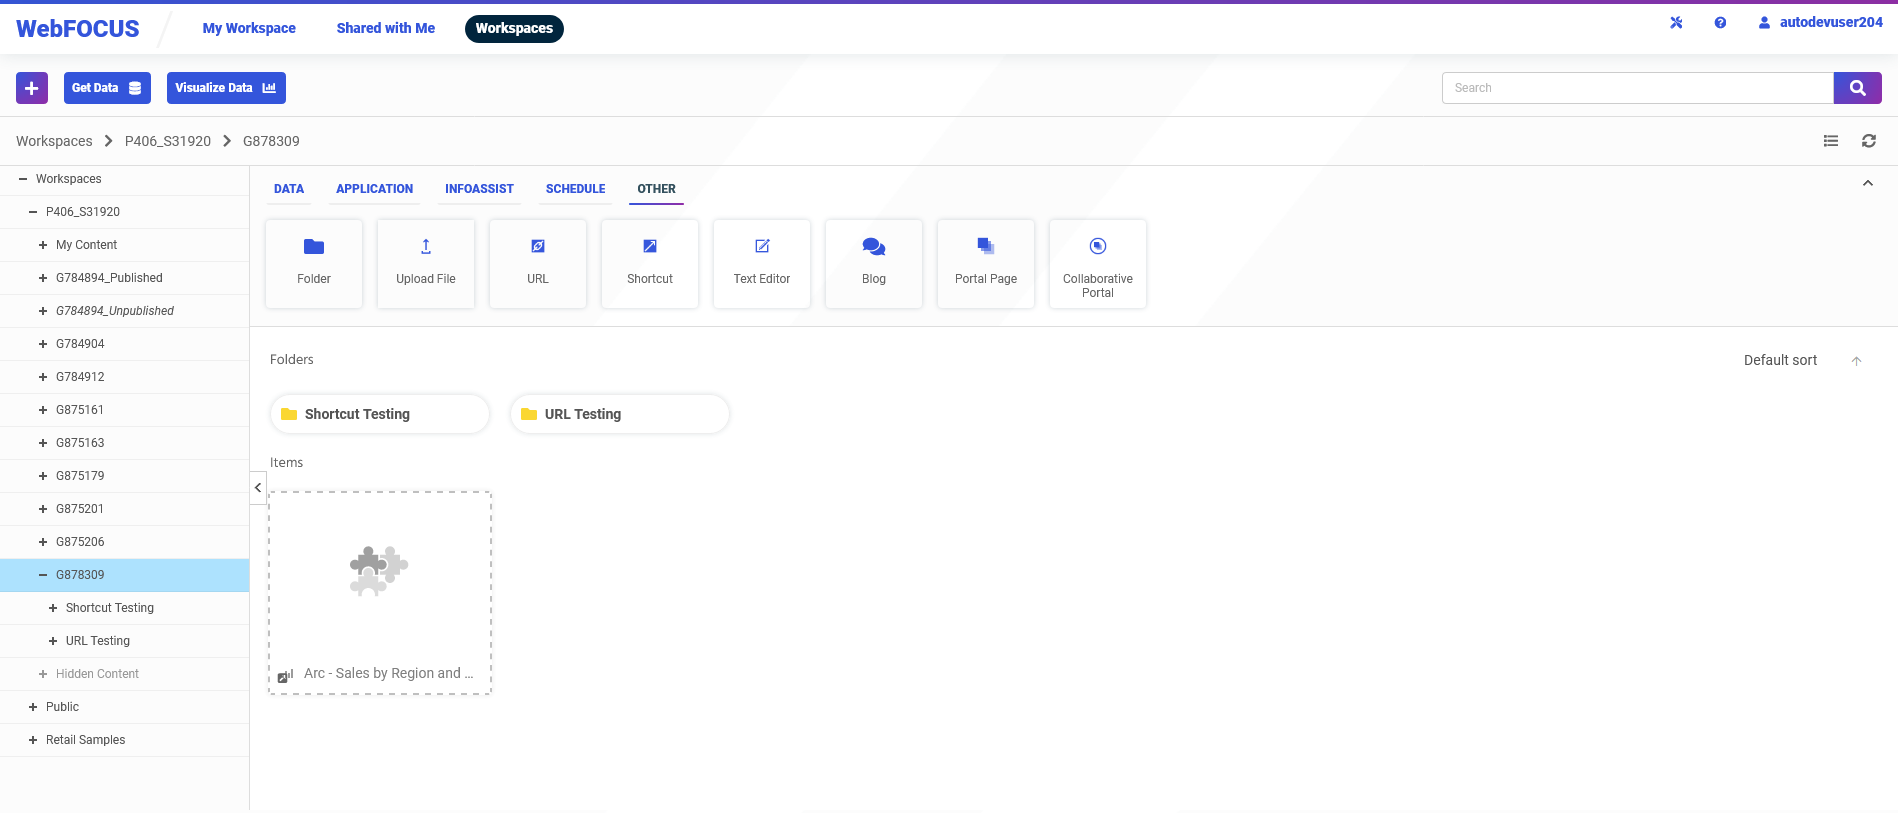 WebFOCUS
My Workspace
Shared with Me
Workspaces
autodevuser204
Get Data
Visualize Data
Search
Workspaces
P406_S31920
G878309
Workspaces
P406_S31920
My Content
G784894_Published
G784894_Unpublished
G784904
G784912
G875161
G875163
G875179
G875201
G875206
G878309
Shortcut Testing
URL Testing
Hidden Content
Public
Retail Samples
DATA
APPLICATION
INFOASSIST
SCHEDULE
OTHER
Folder
Upload File
URL
Shortcut
Text Editor
Blog
Portal Page
Collaborative
Portal
Folders
Default sort
Shortcut Testing
URL Testing
Items
Arc - Sales by Region and ...